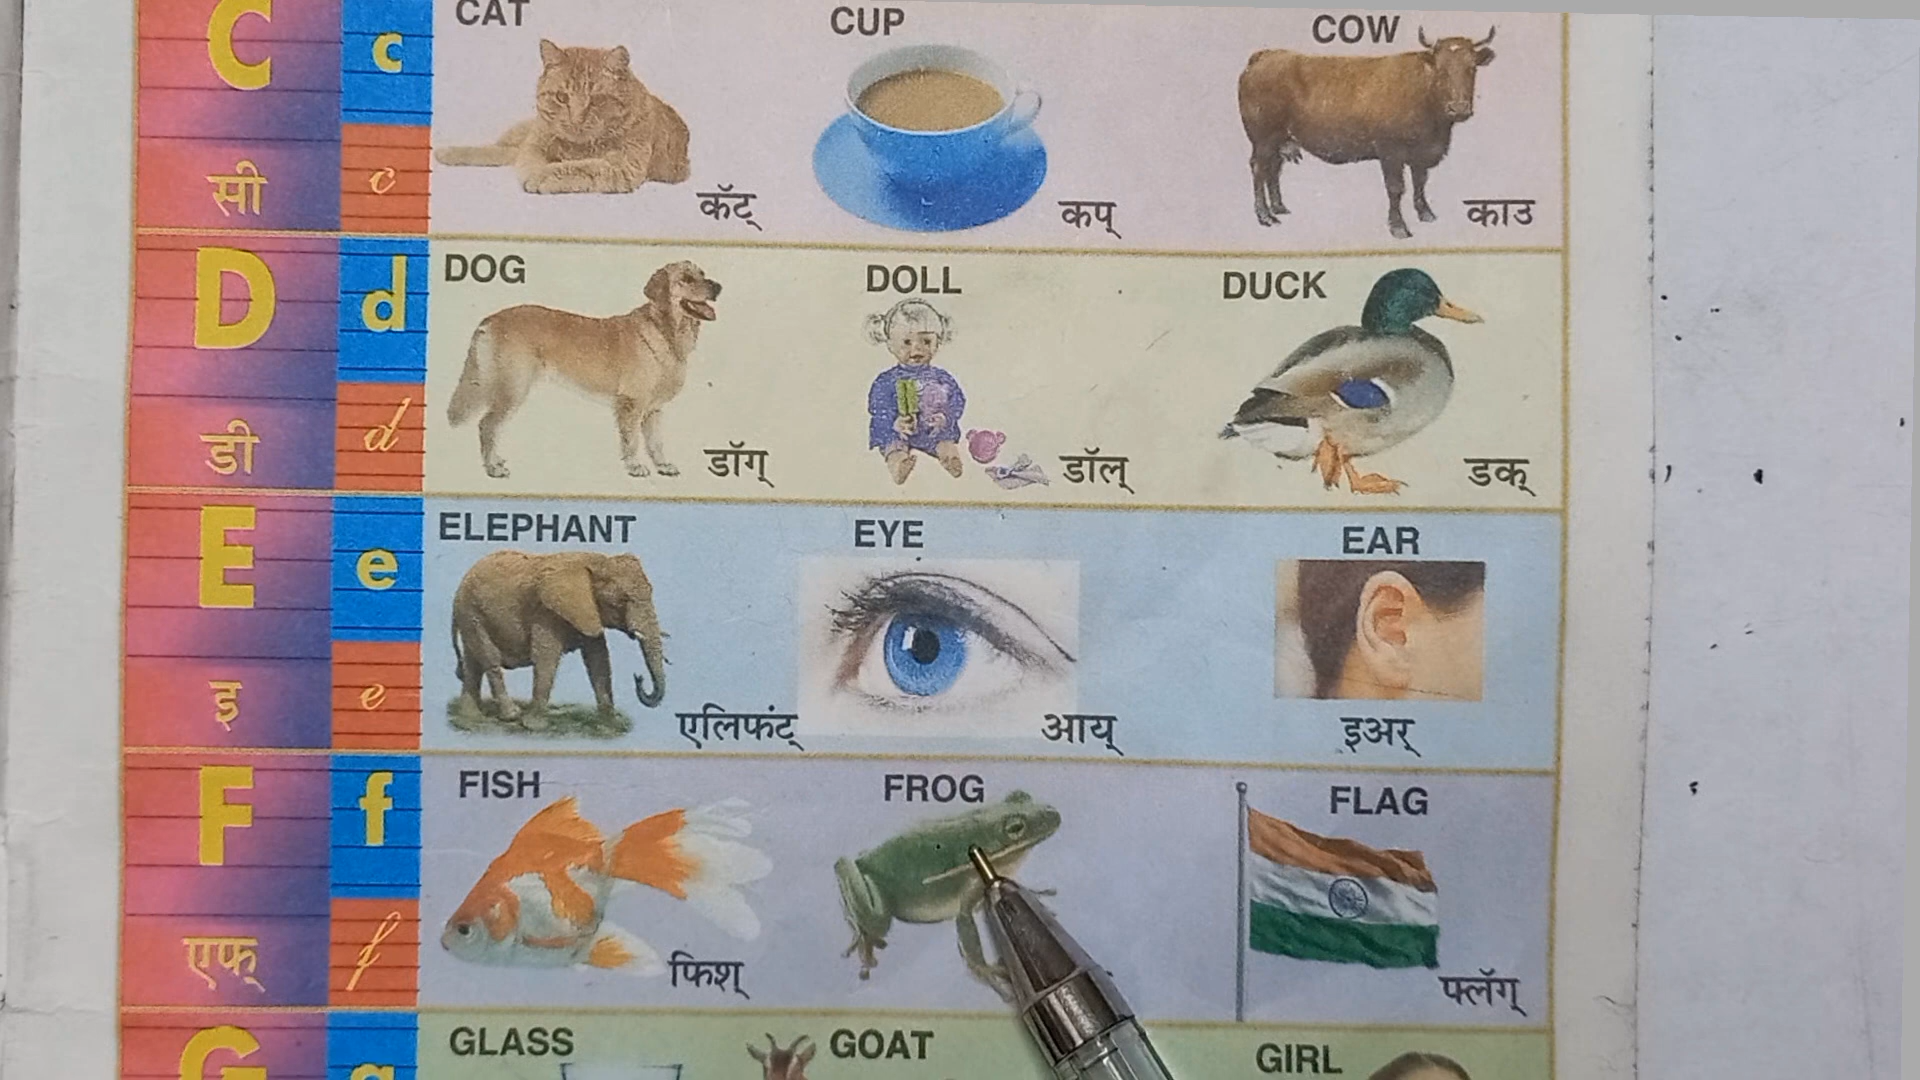 C c CAT CUP COW
सी c कॅट् कप् काउ
D d DOG DOLL DUCK
डी d डॉग् डॉल् डक्
E e ELEPHANT EYE EAR
इ e एलिफंट् आय् इअर्
F f FISH FROG FLAG
एफ् f फिश् फ्लॅग्
G g GLASS GOAT GIRL